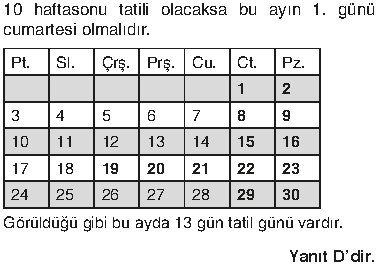 10 haftasonu tatili olacaksa bu ayın 1. günü
cumartesi olmalıdır.
Pt. Sl. Çrş. Prş. Cu. Ct. Pz.
1 2
3 4 5 6 7 8 9
10 11 12 13 14 15 16
17 18 19 20 21 22 23
24 25 26 27 28 29 30
Görüldüğü gibi bu ayda 13 gün tatil günü vardır.
Yanıt D'dir.